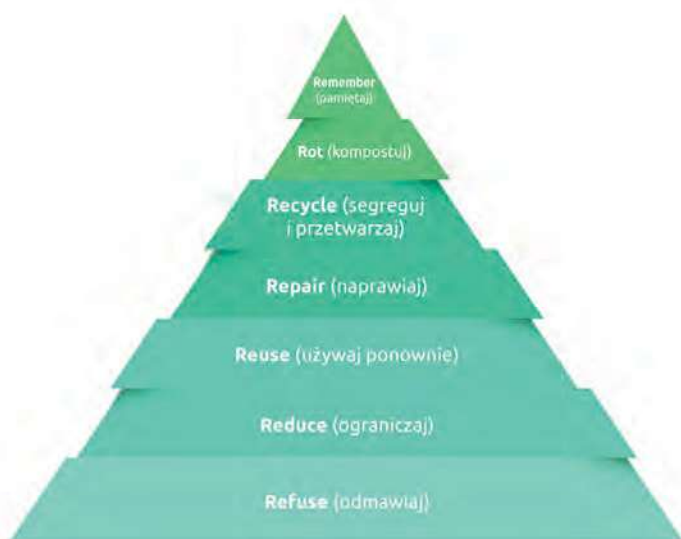 Remember
(pamiętaj)
Rot (kompostuj)
Recycle (segreguj
i przetwarzaj)
Repair (naprawiaj)
Reuse (używaj ponownie)
Reduce (ograniczaj)
Refuse (odmawiaj)